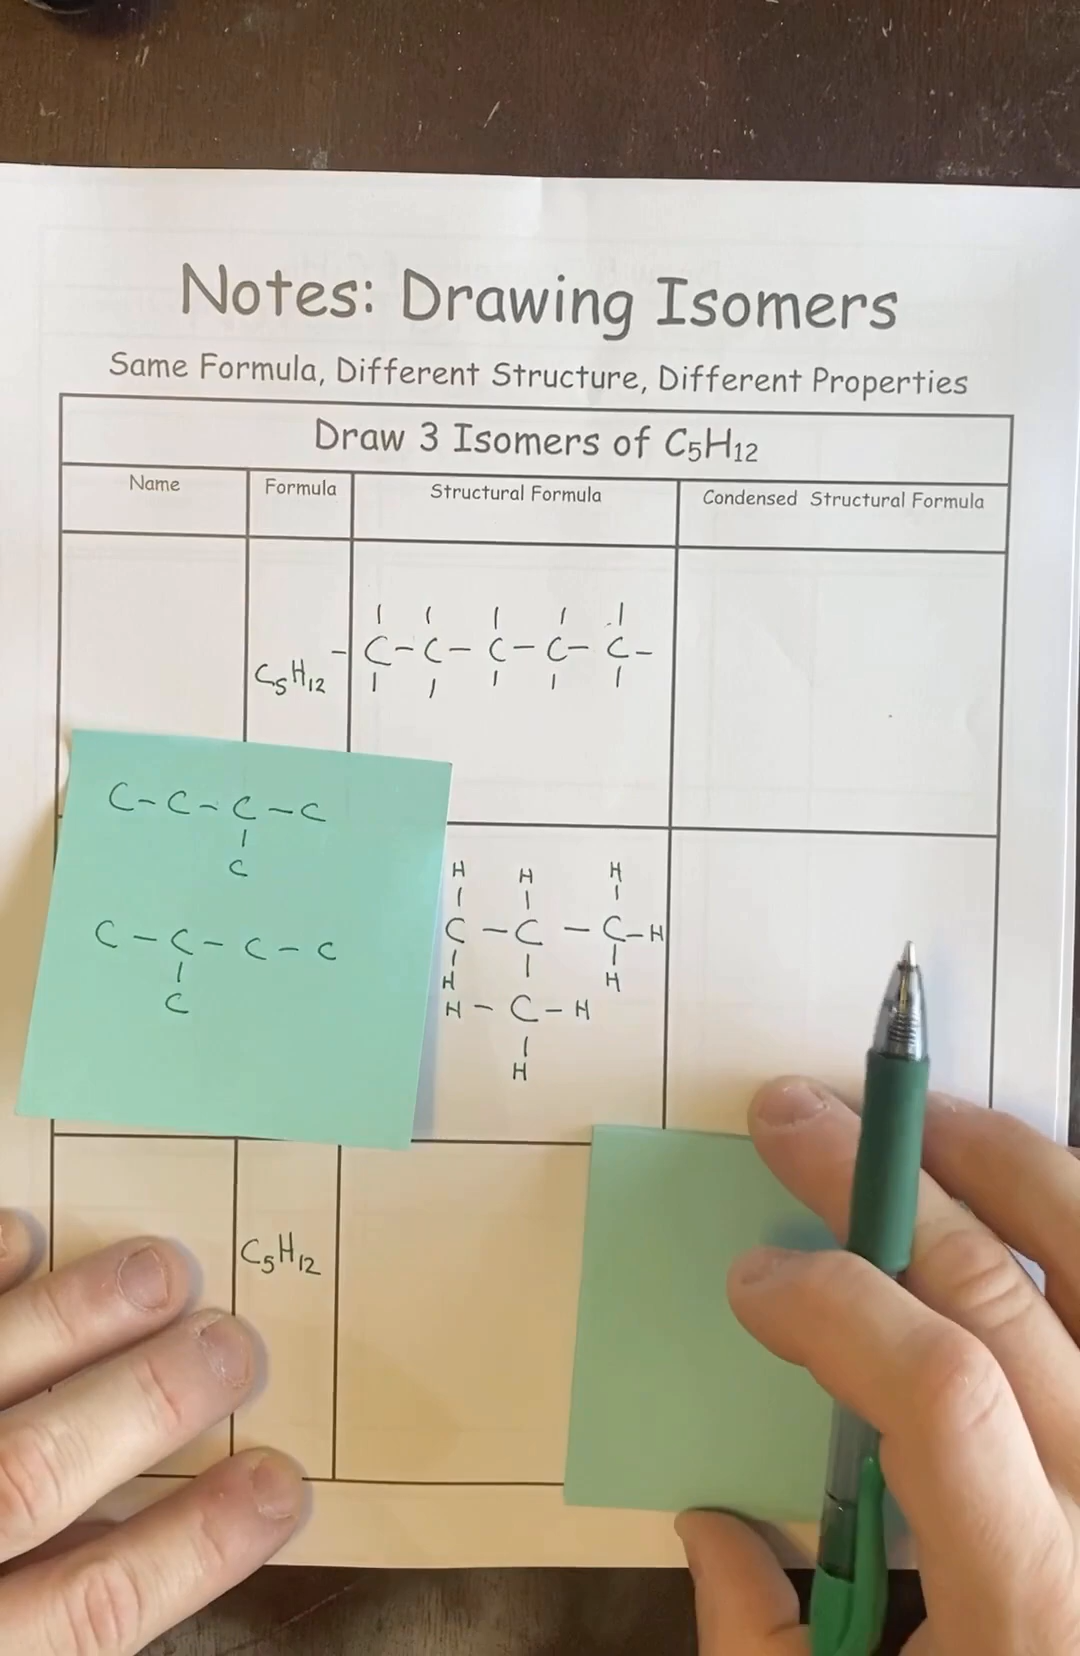 Notes: Drawing Isomers
Same Formula, Different Structure, Different Properties
Draw 3 Isomers of C₅H₁₂
Name Formula Structural Formula Condensed Structural Formula
C₅H₁₂
– C – C – C – C – C –
C – C – C – C
C
C – C – C – C
C
H H H
C – C – C – H
H H
H – C – H
H
C₅H₁₂